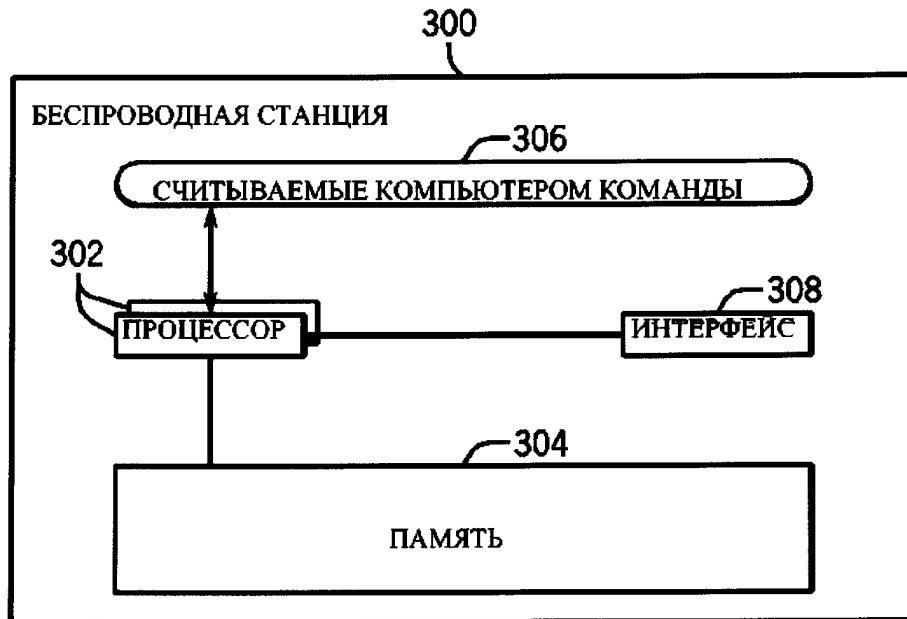 300
БЕСПРОВОДНАЯ СТАНЦИЯ
306
СЧИТЫВАЕМЫЕ КОМПЬЮТЕРОМ КОМАНДЫ
302
ПРОЦЕССОР
308
ИНТЕРФЕЙС
304
ПАМЯТЬ